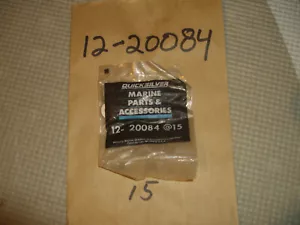 12-20084
QUICKSILVER
MARINE
PARTS &
ACCESSORIES
12- 20084 @15
15